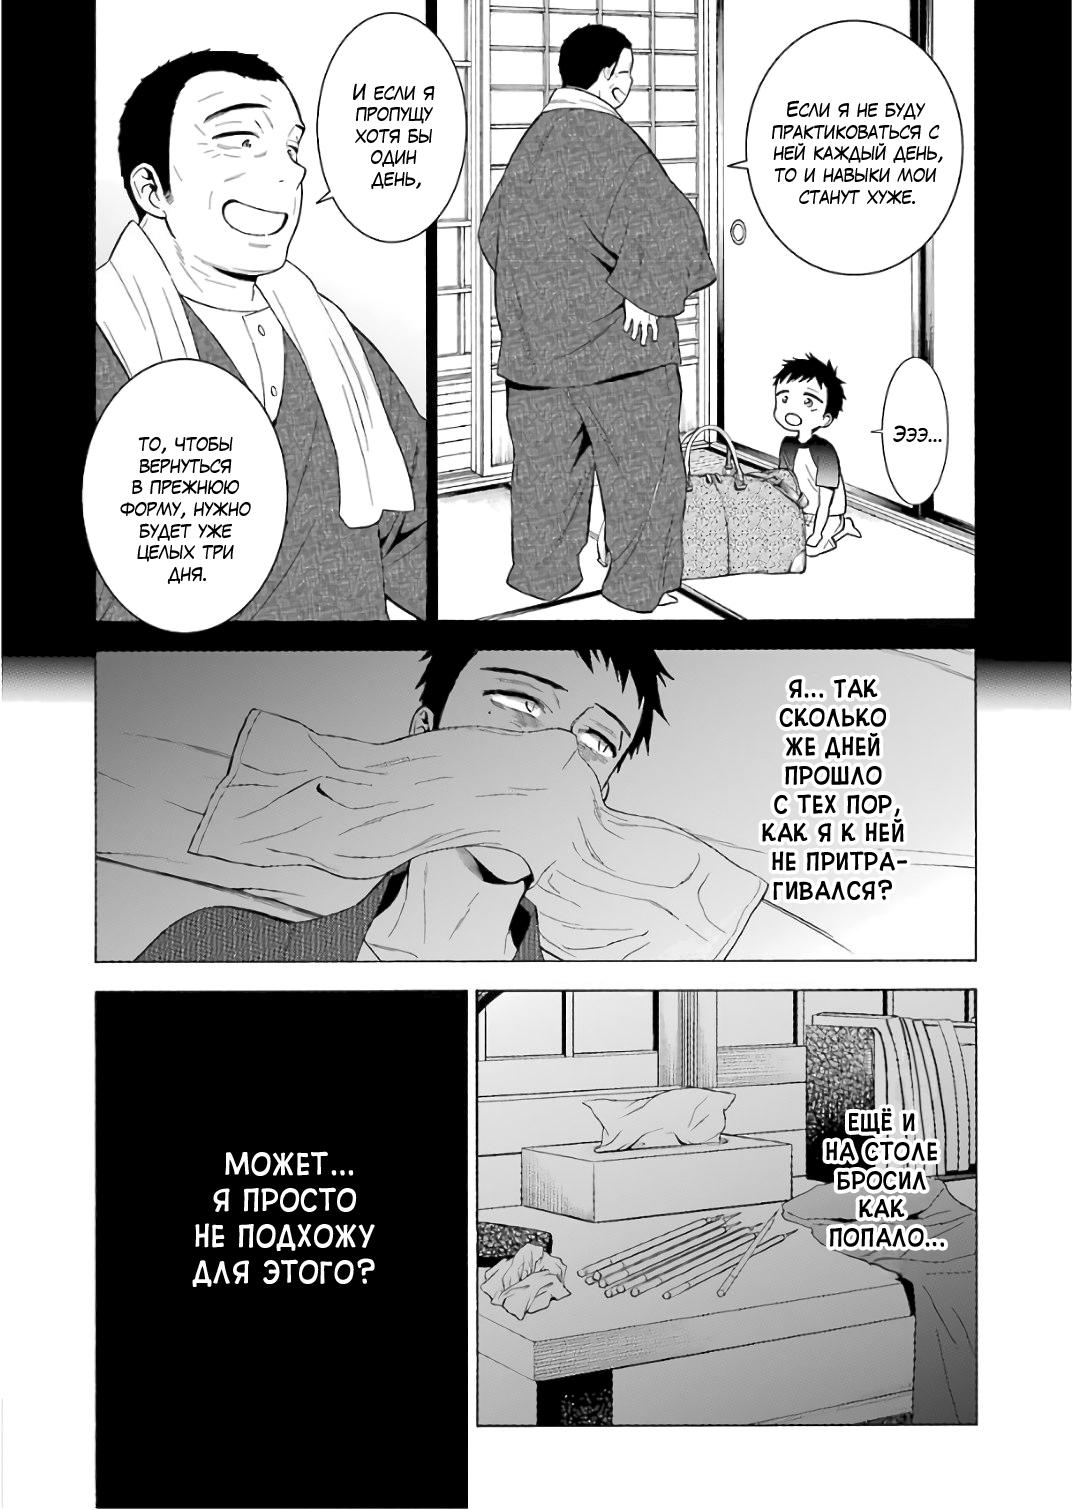 ЕСЛИ Я НЕ БУДУ
ПРАКТИКОВАТЬСЯ С
НЕЙ КАЖДЫЙ ДЕНЬ,
ТО И НАВЫКИ МОИ
СТАНУТ ХУЖЕ.
ЭЭЭ...
И ЕСЛИ Я
ПРОПУЩУ
ХОТЯ БЫ
ОДИН
ДЕНЬ,
ТО, ЧТОБЫ
ВЕРНУТЬСЯ
В ПРЕЖНЮЮ
ФОРМУ, НУЖНО
БУДЕТ УЖЕ
ЦЕЛЫХ ТРИ
ДНЯ.
Я... ТАК
СКОЛЬКО
ЖЕ ДНЕЙ
ПРОШЛО
С ТЕХ ПОР,
КАК Я К НЕЙ
НЕ ПРИТРА-
ГИВАЛСЯ?
ЕЩЁ И
НА СТОЛЕ
БРОСИЛ
КАК
ПОПАЛО...
МОЖЕТ...
Я ПРОСТО
НЕ ПОДХОЖУ
ДЛЯ ЭТОГО?